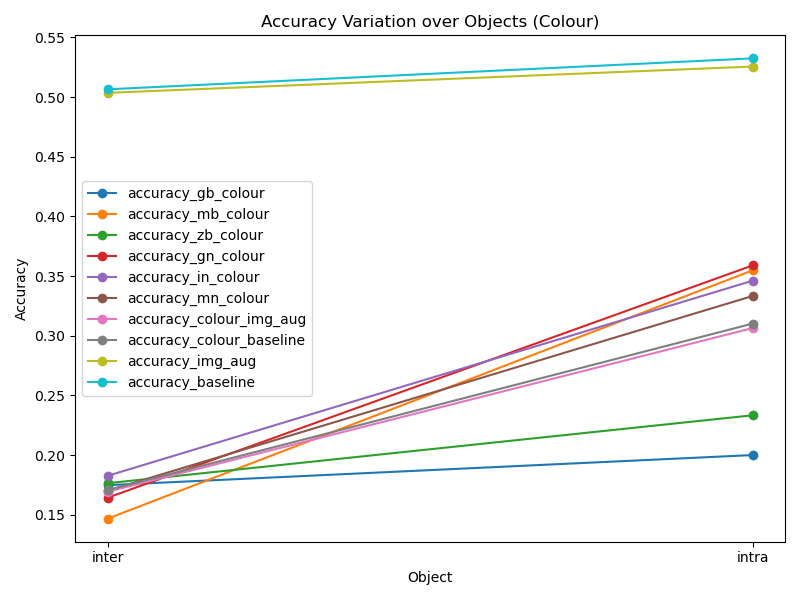 Accuracy Variation over Objects (Colour)
0.55
0.50
0.45
0.40
0.35
0.30
0.25
0.20
0.15
Accuracy
accuracy_gb_colour
accuracy_mb_colour
accuracy_zb_colour
accuracy_gn_colour
accuracy_in_colour
accuracy_mn_colour
accuracy_colour_img_aug
accuracy_colour_baseline
accuracy_img_aug
accuracy_baseline
inter
intra
Object